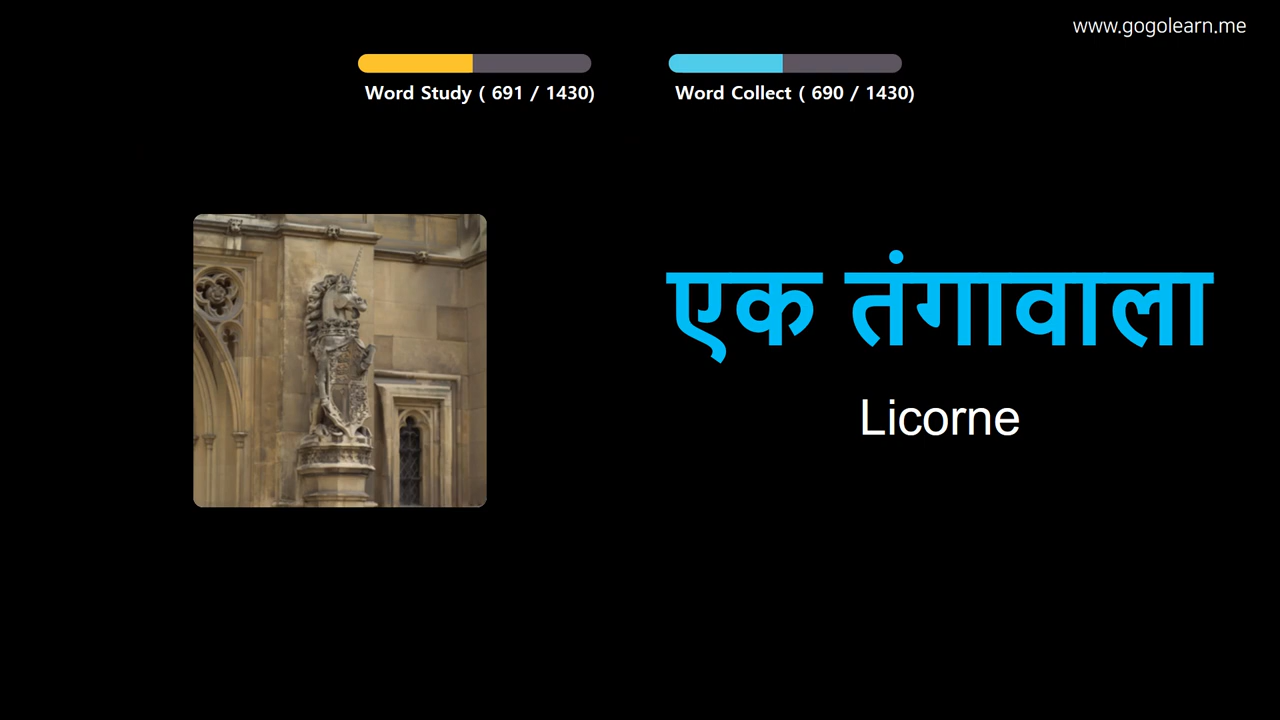 www.gogolearn.me
Word Study ( 691 / 1430)
Word Collect ( 690 / 1430)
एक तंगावाला
Licorne